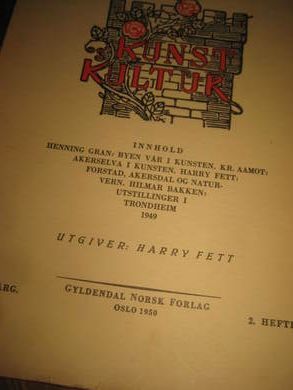 KUNST
KULTUR
INNHOLD
HENNING GRAN: BYEN VÅR I KUNSTEN. KR. AAMOT:
AKERSELVA I KUNSTEN. HARRY FETT:
FORSTAD, AKERSDAL OG NATUR-
VERN. HILMAR BAKKEN:
UTSTILLINGER I
TRONDHEIM
1949
UTGIVER: HARRY FETT
ARG. GYLDENDAL NORSK FORLAG 2. HEFTE
OSLO 1950